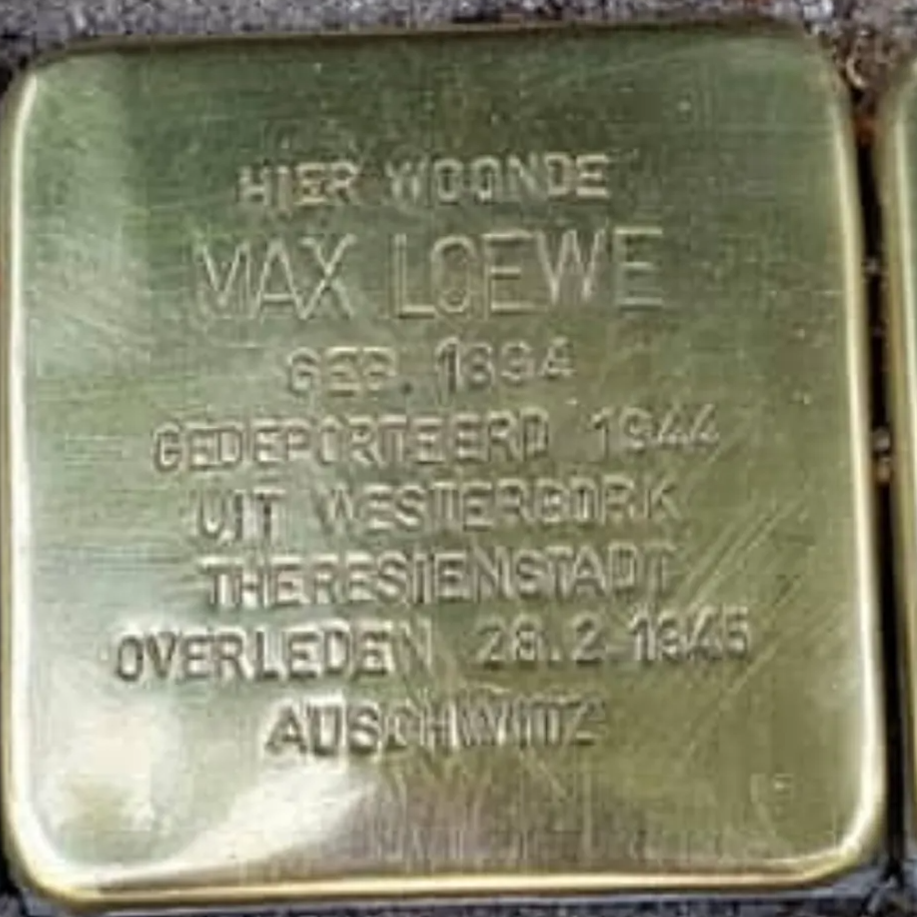 HIER WOONDE
MAX LOEWE
GEB. 1894
GEDEPORTEERD 1944
UIT WESTERBORK
THERESIENSTADT
OVERLEDEN 28.2.1945
AUSCHWITZ